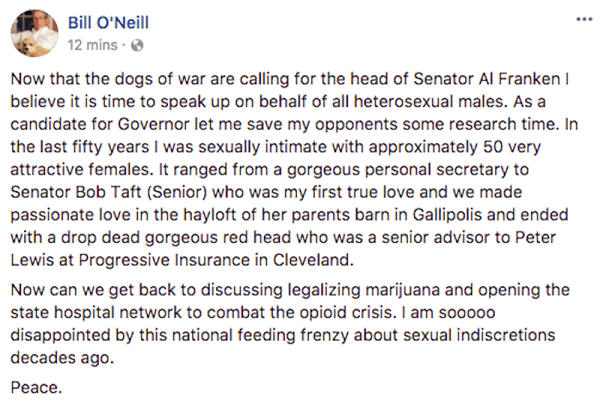 Bill O'Neill
12 mins ·
Now that the dogs of war are calling for the head of Senator Al Franken I
believe it is time to speak up on behalf of all heterosexual males. As a
candidate for Governor let me save my opponents some research time. In
the last fifty years I was sexually intimate with approximately 50 very
attractive females. It ranged from a gorgeous personal secretary to
Senator Bob Taft (Senior) who was my first true love and we made
passionate love in the hayloft of her parents barn in Gallipolis and ended
with a drop dead gorgeous red head who was a senior advisor to Peter
Lewis at Progressive Insurance in Cleveland.
Now can we get back to discussing legalizing marijuana and opening the
state hospital network to combat the opioid crisis. I am sooooo
disappointed by this national feeding frenzy about sexual indiscretions
decades ago.
Peace.